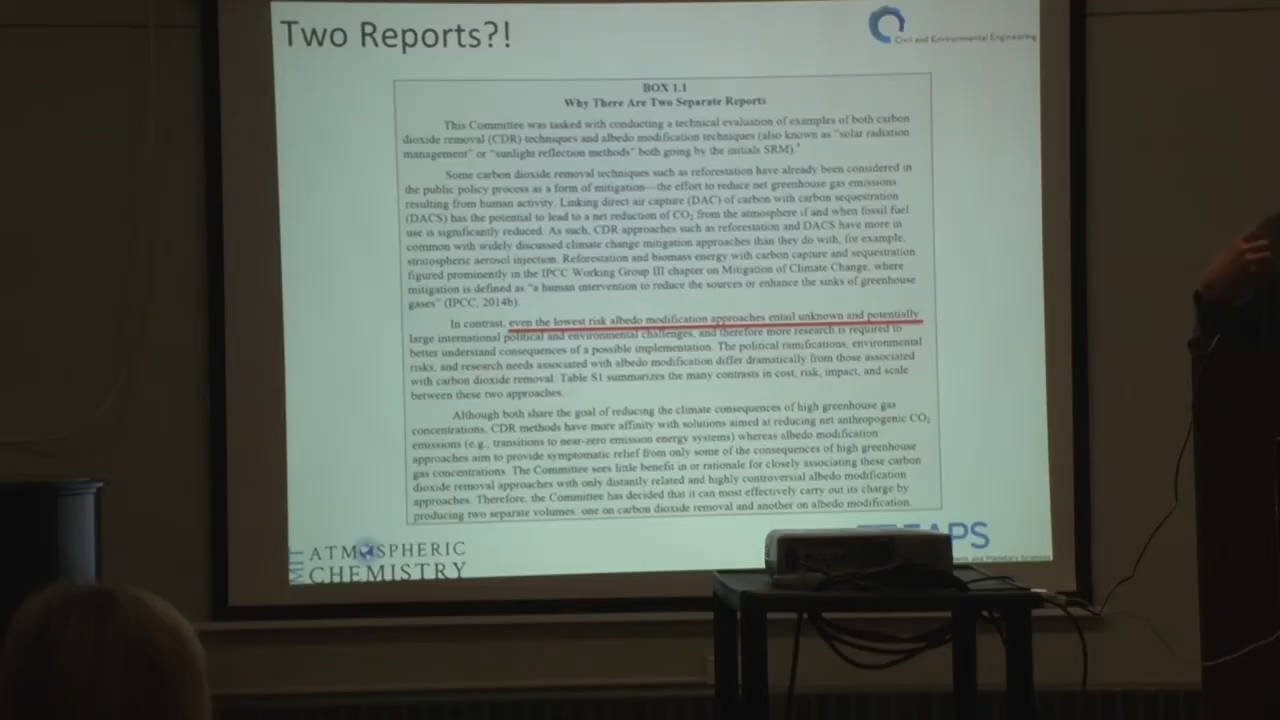 Two Reports?!
Civil and Environmental Engineering
BOX 1.1
Why There Are Two Separate Reports
This Committee was tasked with conducting a technical evaluation of examples of both carbon
dioxide removal (CDR) techniques and albedo modification techniques (also known as "solar radiation
management" or "sunlight reflection methods" both going by the initials SRM).4
Some carbon dioxide removal techniques such as reforestation have already been considered in
the public policy process as a form of mitigation—the effort to reduce net greenhouse gas emissions
resulting from human activity. Linking direct air capture (DAC) of carbon with carbon sequestration
(DACS) has the potential to lead to a net reduction of CO2 from the atmosphere if and when fossil fuel
use is significantly reduced. As such, CDR approaches such as reforestation and DACS have more in
common with widely discussed climate change mitigation approaches than they do with, for example,
stratospheric aerosol injection. Reforestation and biomass energy with carbon capture and sequestration
figured prominently in the IPCC Working Group III chapter on Mitigation of Climate Change, where
mitigation is defined as "a human intervention to reduce the sources or enhance the sinks of greenhouse
gases" (IPCC, 2014b).
In contrast, even the lowest risk albedo modification approaches entail unknown and potentially
large international political and environmental challenges, and therefore more research is required to
better understand consequences of a possible implementation. The political ramifications, environmental
risks, and research needs associated with albedo modification differ dramatically from those associated
with carbon dioxide removal. Table S1 summarizes the many contrasts in cost, risk, impact, and scale
between these two approaches.
Although both share the goal of reducing the climate consequences of high greenhouse gas
concentrations, CDR methods have more affinity with solutions aimed at reducing net anthropogenic CO2
emissions (e.g., transitions to near-zero emission energy systems) whereas albedo modification
approaches aim to provide symptomatic relief from only some of the consequences of high greenhouse
gas concentrations. The Committee sees little benefit in or rationale for closely associating these carbon
dioxide removal approaches with only distantly related and highly controversial albedo modification
approaches. Therefore, the Committee has decided that it can most effectively carry out its charge by
producing two separate volumes: one on carbon dioxide removal and another on albedo modification.
MIT ATMOSPHERIC
CHEMISTRY
and Planetary Sciences